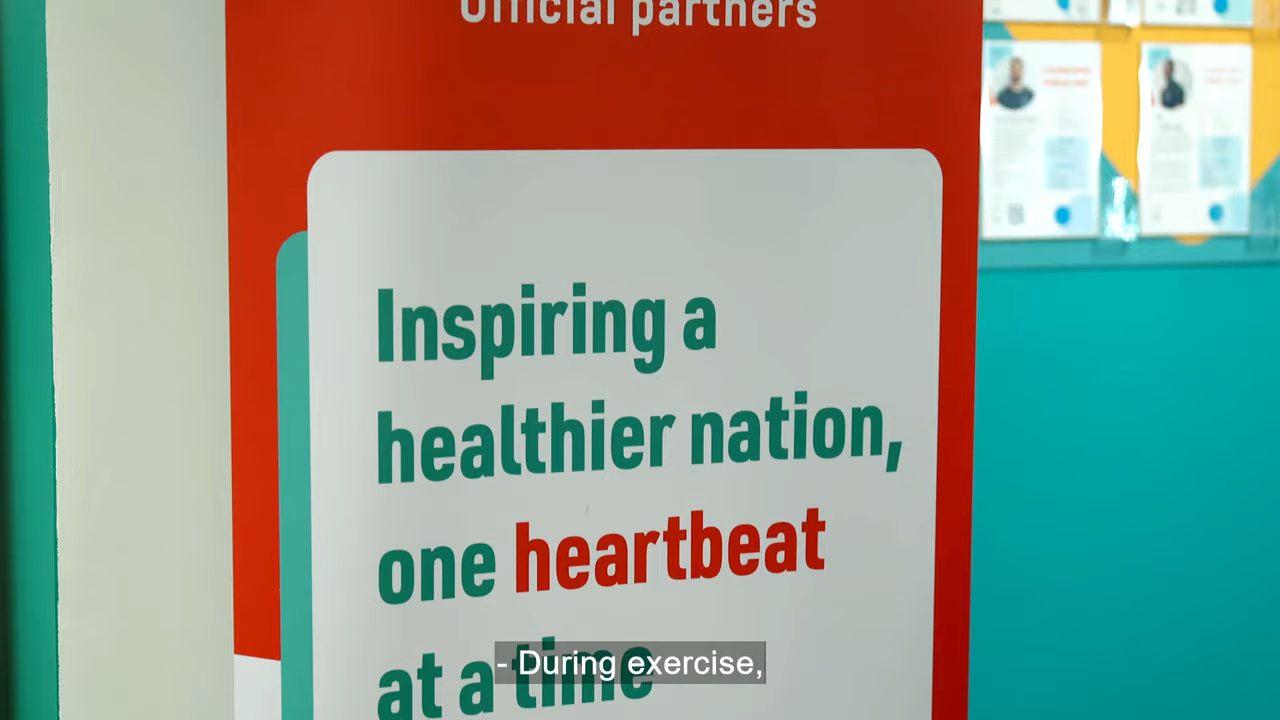 Official partners
Inspiring a
healthier nation,
one heartbeat
at a time
- During exercise,